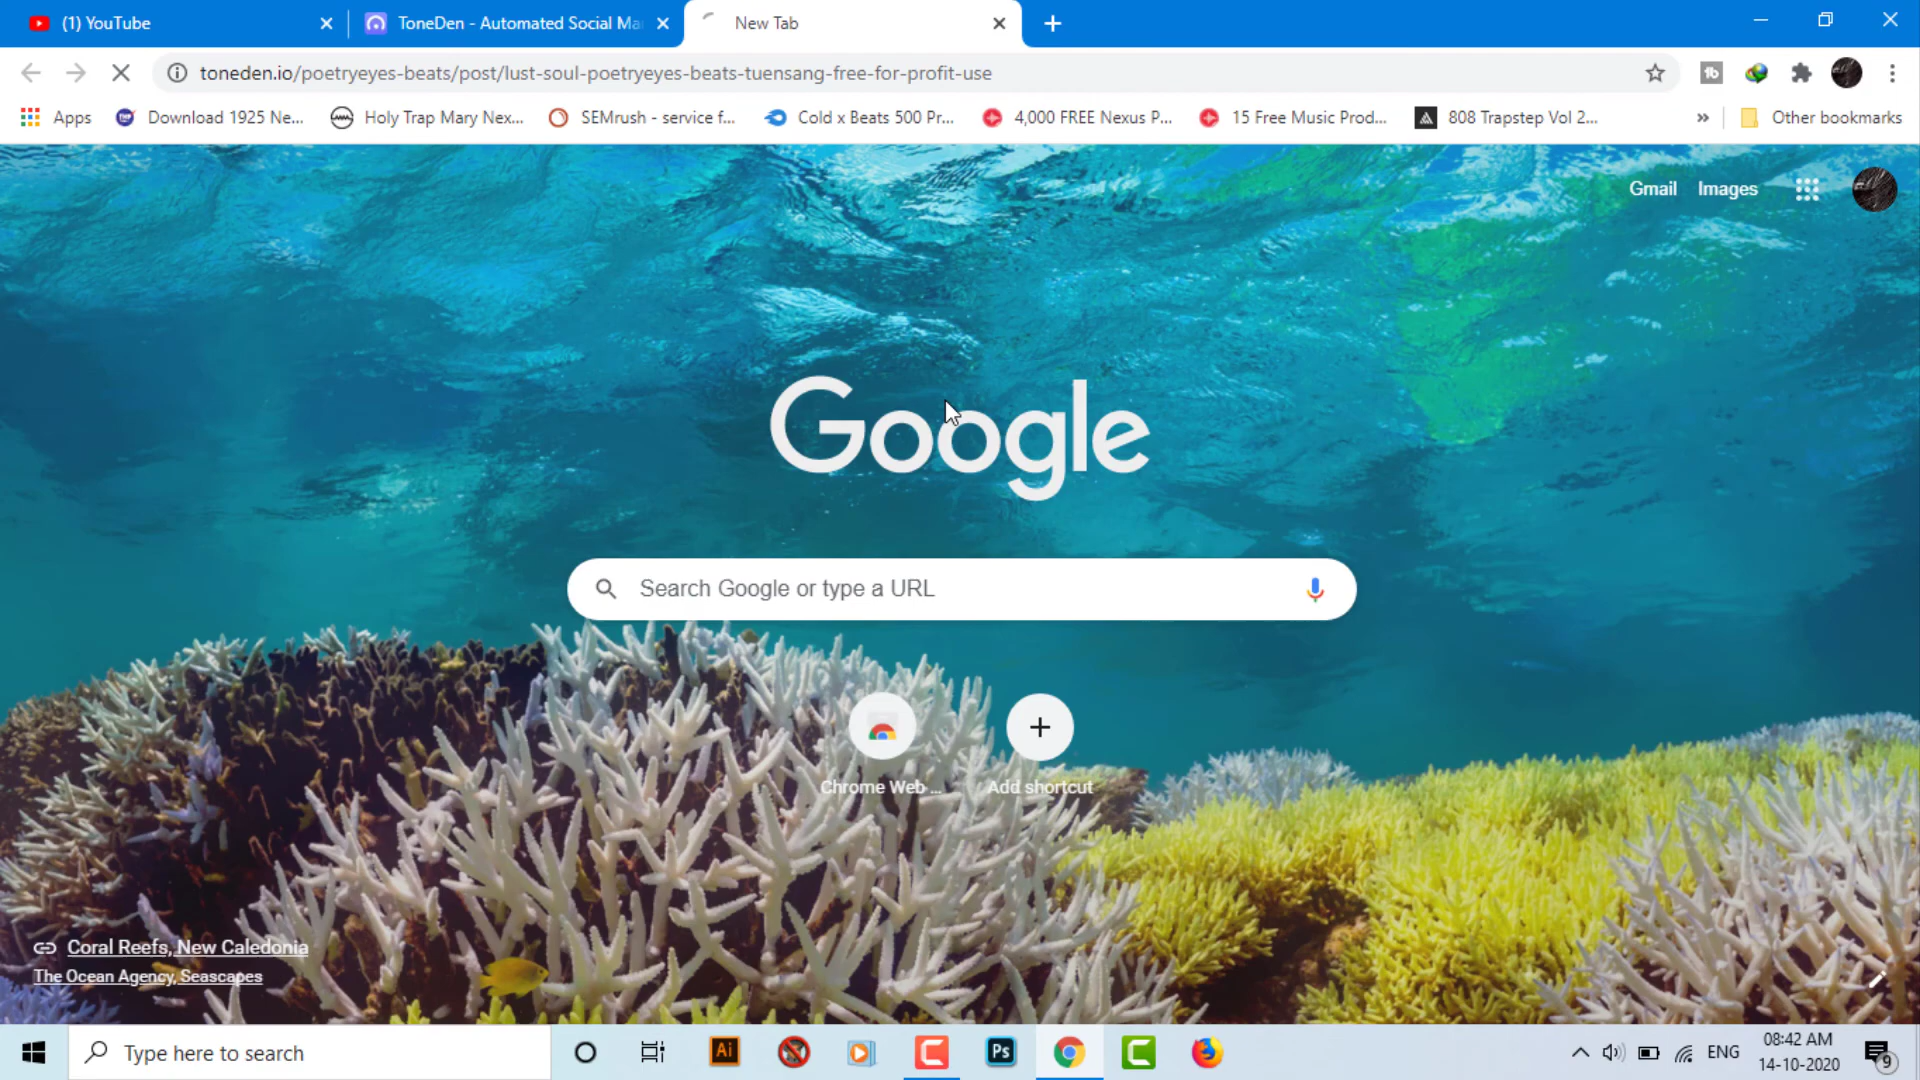 (1) YouTube
ToneDen - Automated Social Ma
New Tab
toneden.io/poetryeyes-beats/post/lust-soul-poetryeyes-beats-tuensang-free-for-profit-use
Apps
Download 1925 Ne...
Holy Trap Mary Nex...
SEMrush - service f...
Cold x Beats 500 Pr...
4,000 FREE Nexus P...
15 Free Music Prod...
808 Trapstep Vol 2...
»
Other bookmarks
Gmail Images
Google
Search Google or type a URL
Chrome Web ...
Add shortcut
Coral Reefs, New Caledonia
The Ocean Agency, Seascapes
Type here to search
Ai
Ps
ENG
08:42 AM
14-10-2020
9